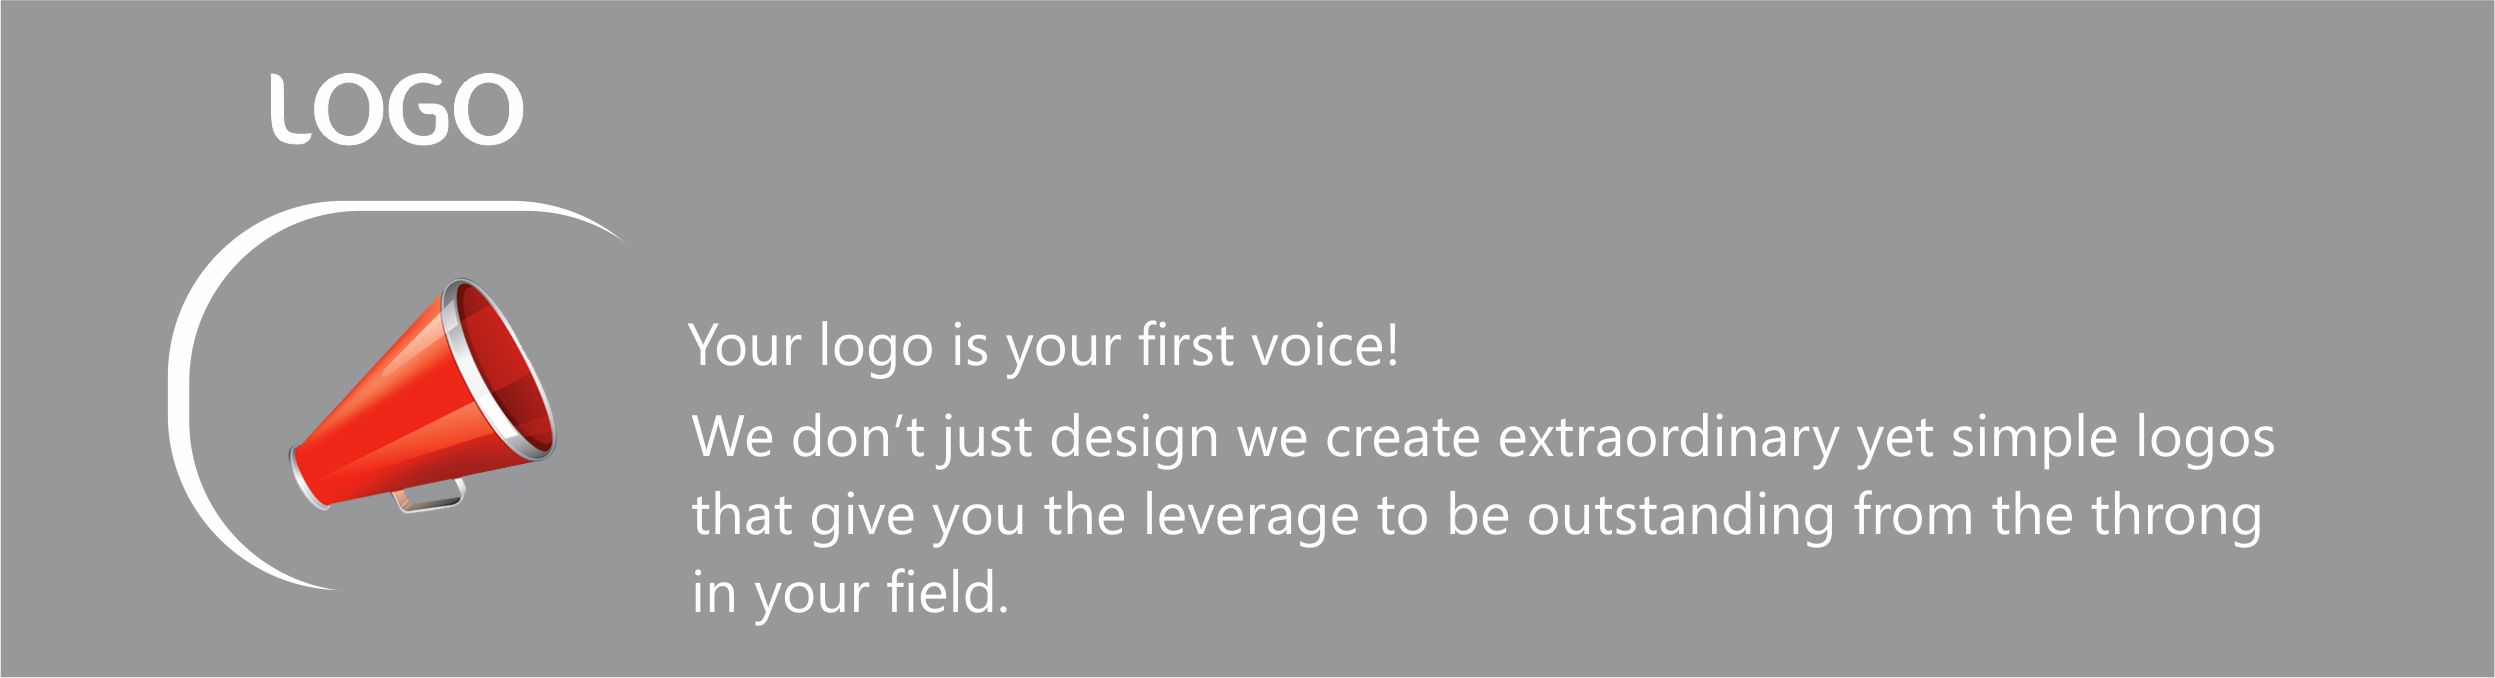 LOGO
Your logo is your first voice!
We don't just design we create extraordinary yet simple logos
that give you the leverage to be outstanding from the throng
in your field.